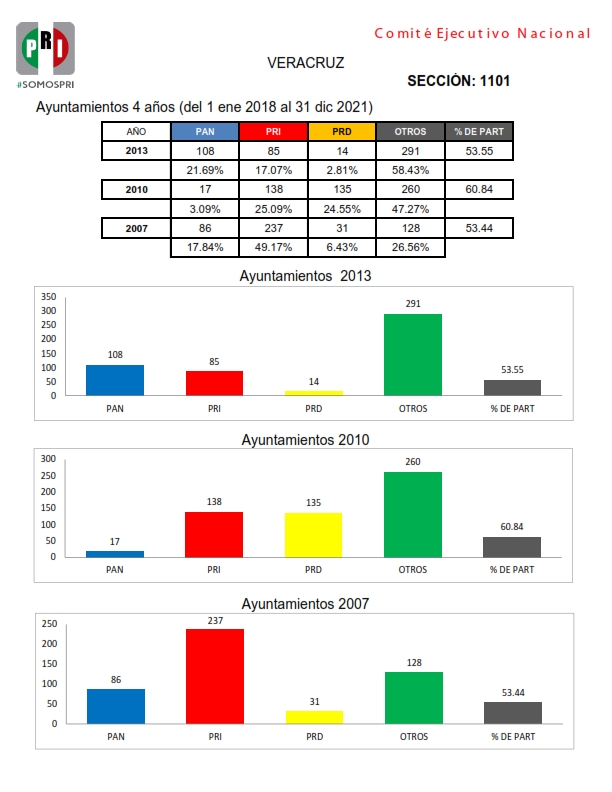 PRI
#SOMOSPRI
Comité Ejecutivo Nacional
VERACRUZ
SECCIÓN: 1101
Ayuntamientos 4 años (del 1 ene 2018 al 31 dic 2021)
AÑO PAN PRI PRD OTROS % DE PART
2013 108 85 14 291 53.55
21.69% 17.07% 2.81% 58.43%
2010 17 138 135 260 60.84
3.09% 25.09% 24.55% 47.27%
2007 86 237 31 128 53.44
17.84% 49.17% 6.43% 26.56%
Ayuntamientos 2013
350
300
250
200
150
100
50
0
108 85 14 291 53.55
PAN PRI PRD OTROS % DE PART
Ayuntamientos 2010
300
250
200
150
100
50
0
17 138 135 260 60.84
PAN PRI PRD OTROS % DE PART
Ayuntamientos 2007
250
200
150
100
50
0
86 237 31 128 53.44
PAN PRI PRD OTROS % DE PART